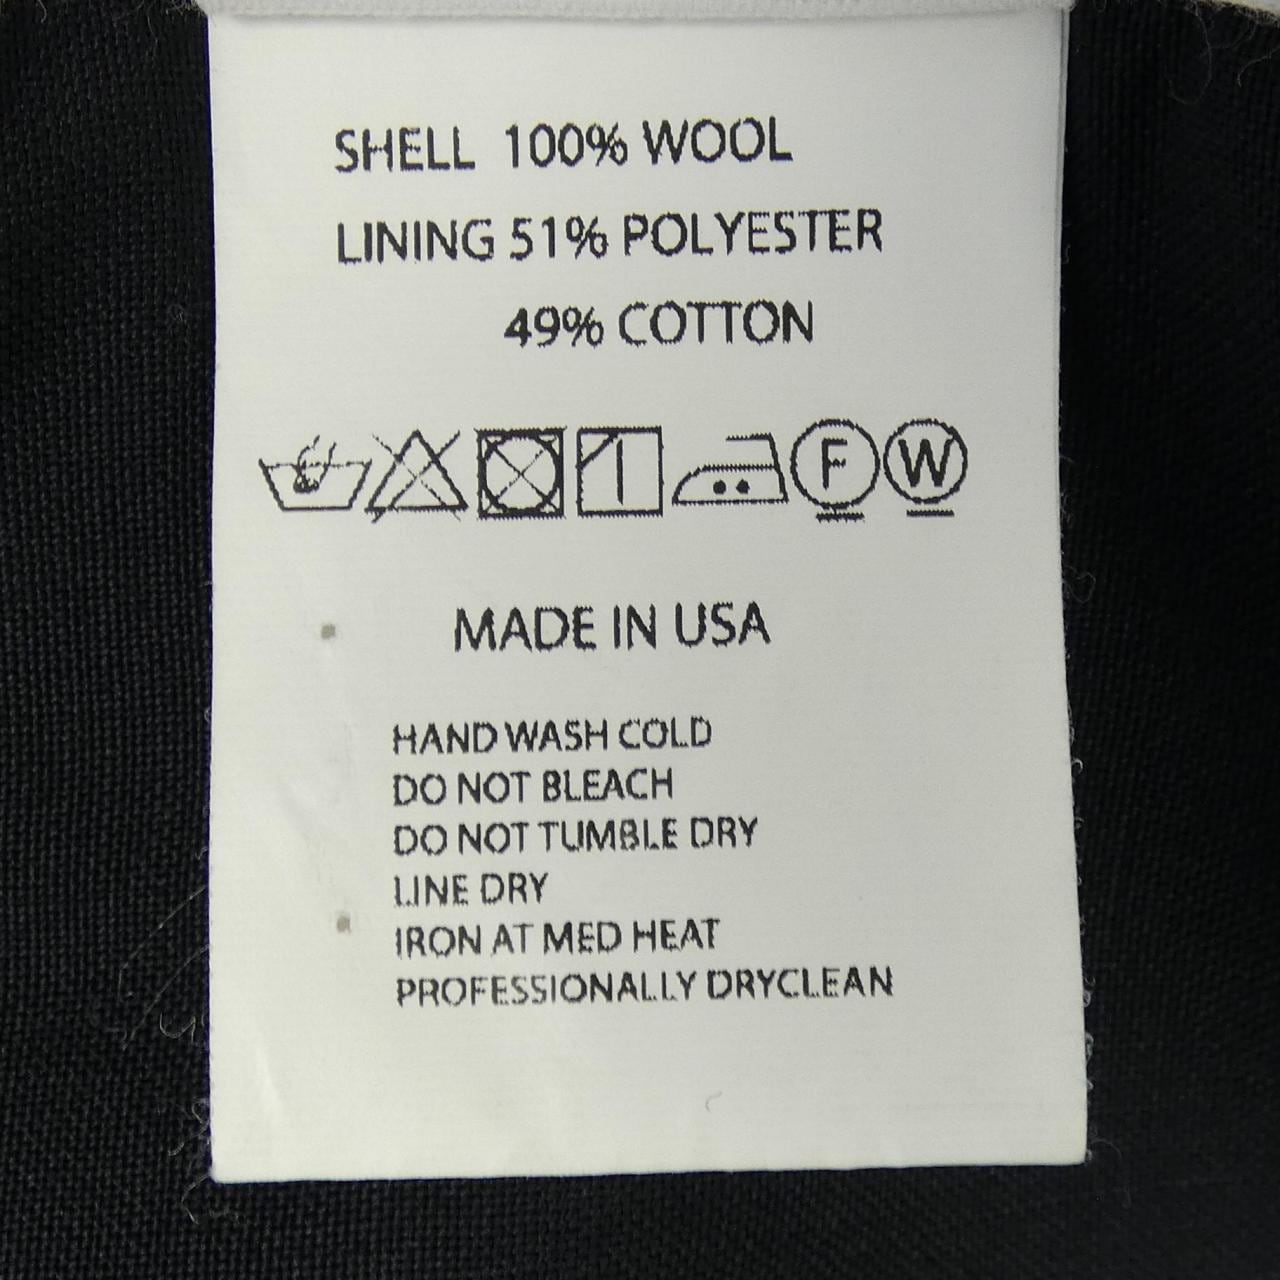 SHELL 100% WOOL
LINING 51% POLYESTER
49% COTTON
F W
MADE IN USA
HAND WASH COLD
DO NOT BLEACH
DO NOT TUMBLE DRY
LINE DRY
IRON AT MED HEAT
PROFESSIONALLY DRYCLEAN